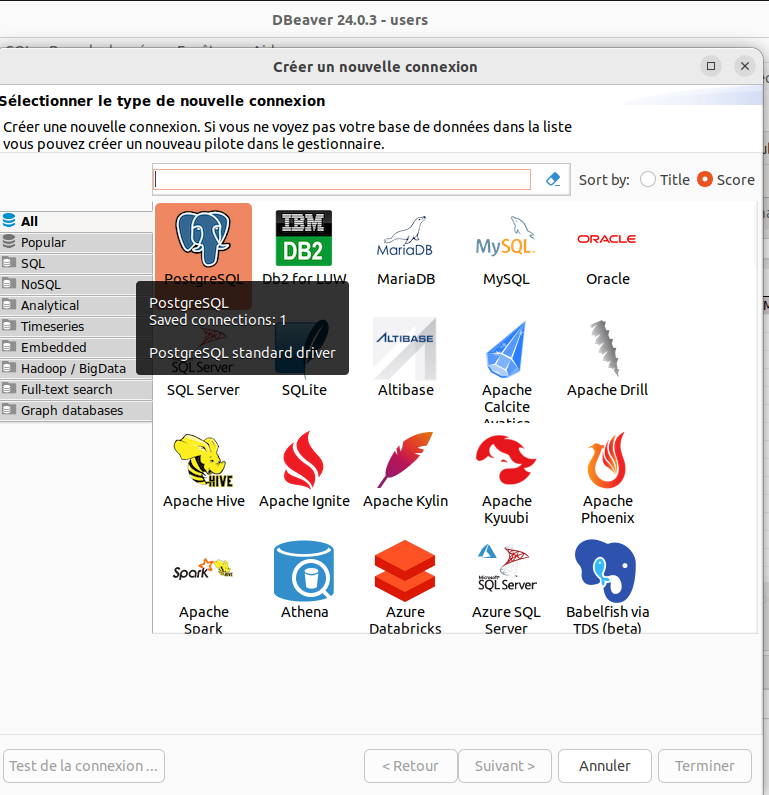 DBeaver 24.0.3 - users
Créer un nouvelle connexion
Sélectionner le type de nouvelle connexion
Créer une nouvelle connexion. Si vous ne voyez pas votre base de données dans la liste
vous pouvez créer un nouveau pilote dans le gestionnaire.
Sort by: Title Score
All
Popular
SQL
NoSQL
Analytical
Timeseries
Embedded
Hadoop / BigData
Full-text search
Graph databases
IBM
DB2
MariaDB
MySQL
ORACLE
PostgreSQL Db2 for LUW MariaDB MySQL Oracle
PostgreSQL
Saved connections: 1
PostgreSQL standard driver
SQL Server
ALTIBASE
SQL Server SQLite Altibase Apache Apache Drill
Calcite
Avatica
HIVE
Apache Hive Apache Ignite Apache Kylin Apache Apache
Kyuubi Phoenix
Spark HIVE
Microsoft
SQL Server
Apache Athena Azure Azure SQL Babelfish via
Spark Databricks Server TDS (beta)
Test de la connexion ... < Retour Suivant > Annuler Terminer